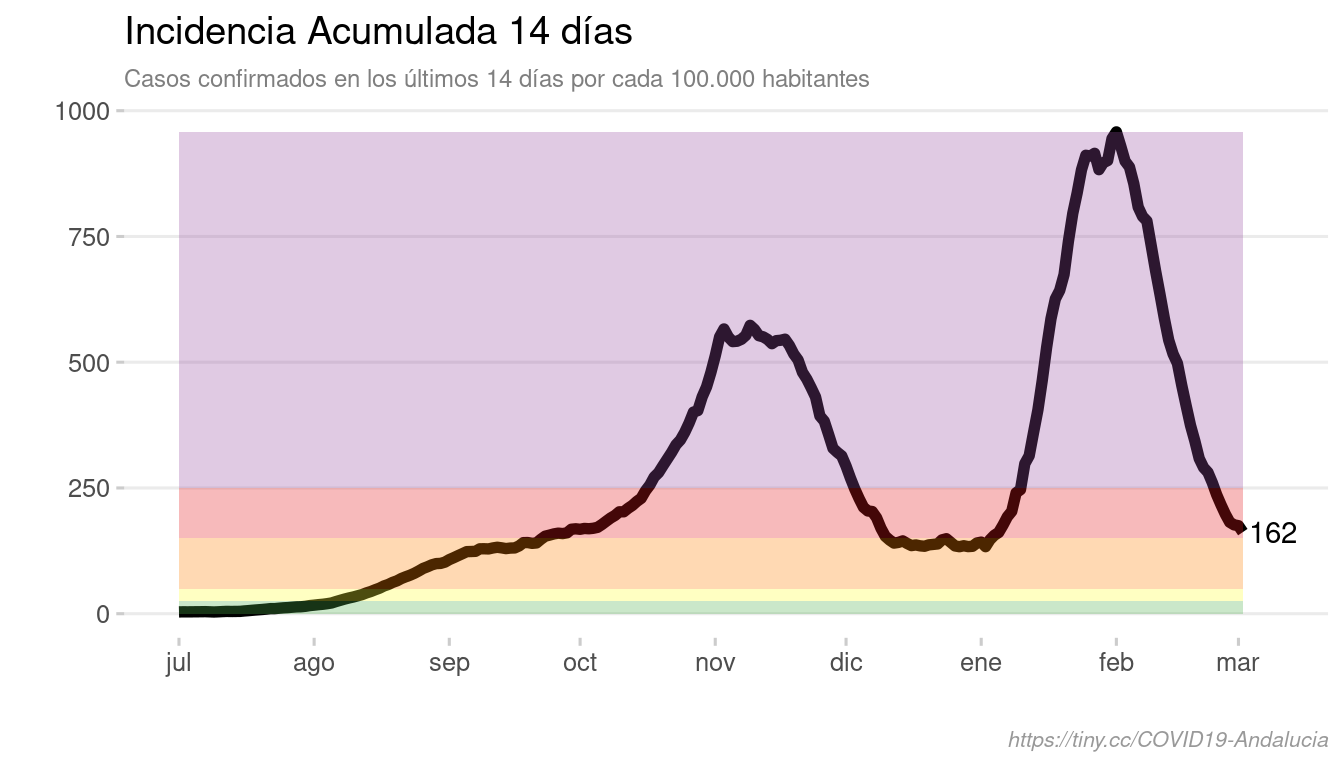 Incidencia Acumulada 14 días
Casos confirmados en los últimos 14 días por cada 100.000 habitantes
1000
750
500
250
0
162
jul ago sep oct nov dic ene feb mar
https://tiny.cc/COVID19-Andalucia